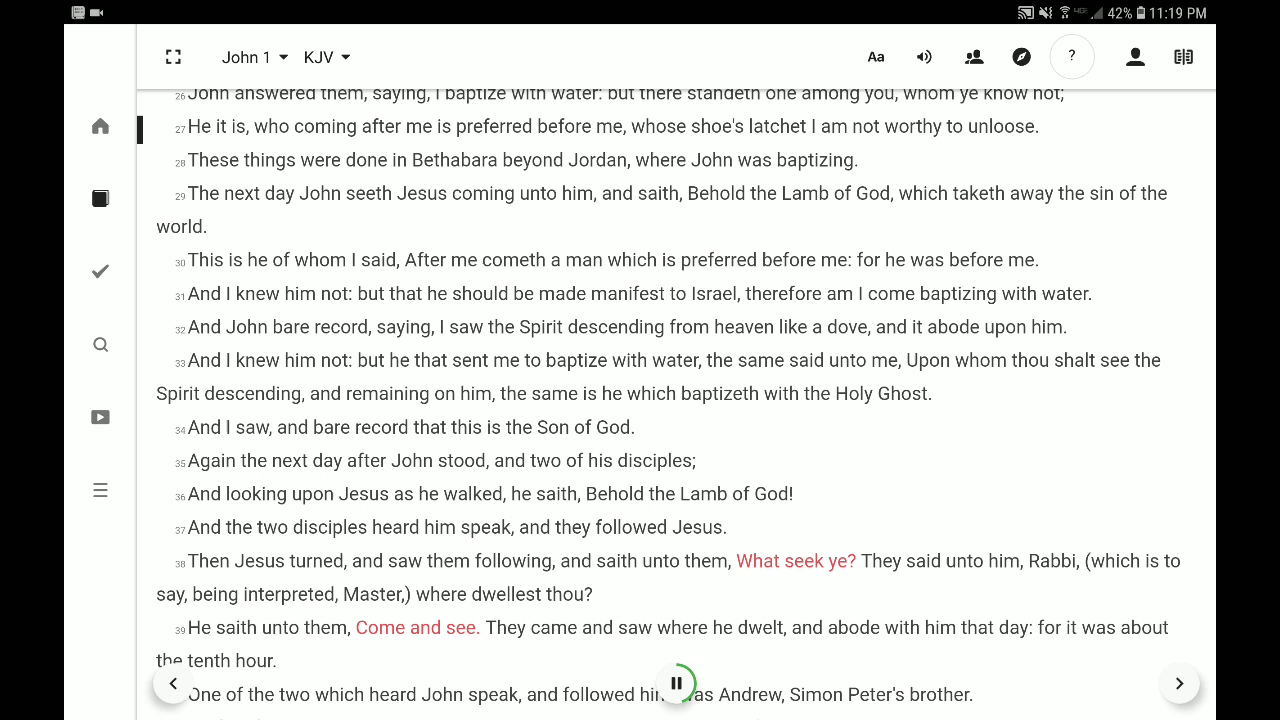 42% 11:19 PM
John 1 KJV Aa ?
26 John answered them, saying, I baptize with water: but there standeth one among you, whom ye know not;
27 He it is, who coming after me is preferred before me, whose shoe's latchet I am not worthy to unloose.
28 These things were done in Bethabara beyond Jordan, where John was baptizing.
29 The next day John seeth Jesus coming unto him, and saith, Behold the Lamb of God, which taketh away the sin of the
world.
30 This is he of whom I said, After me cometh a man which is preferred before me: for he was before me.
31 And I knew him not: but that he should be made manifest to Israel, therefore am I come baptizing with water.
32 And John bare record, saying, I saw the Spirit descending from heaven like a dove, and it abode upon him.
33 And I knew him not: but he that sent me to baptize with water, the same said unto me, Upon whom thou shalt see the
Spirit descending, and remaining on him, the same is he which baptizeth with the Holy Ghost.
34 And I saw, and bare record that this is the Son of God.
35 Again the next day after John stood, and two of his disciples;
36 And looking upon Jesus as he walked, he saith, Behold the Lamb of God!
37 And the two disciples heard him speak, and they followed Jesus.
38 Then Jesus turned, and saw them following, and saith unto them, What seek ye? They said unto him, Rabbi, (which is to
say, being interpreted, Master,) where dwellest thou?
39 He saith unto them, Come and see. They came and saw where he dwelt, and abode with him that day: for it was about
the tenth hour.
One of the two which heard John speak, and followed him, was Andrew, Simon Peter's brother.